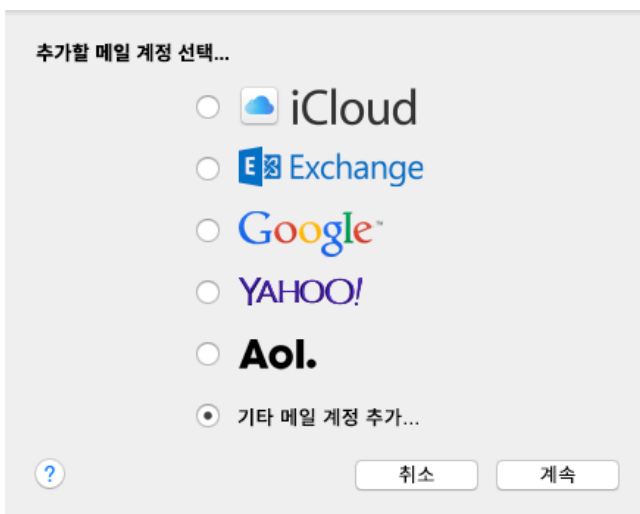 추가할 메일 계정 선택...
iCloud
E Exchange
Google™
YAHOO!
Aol.
기타 메일 계정 추가...
? 취소 계속